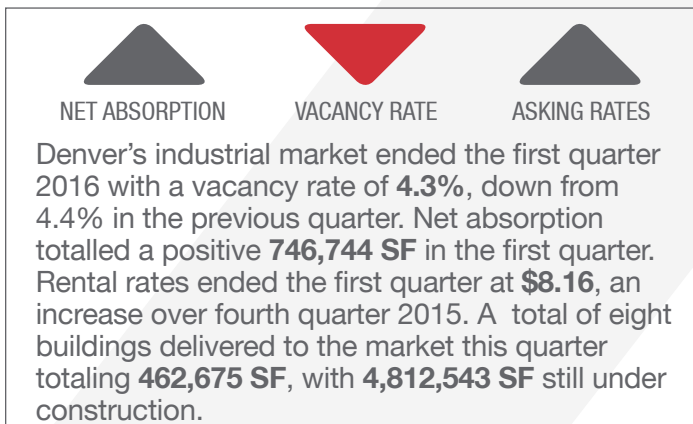 NET ABSORPTION VACANCY RATE ASKING RATES
Denver’s industrial market ended the first quarter
2016 with a vacancy rate of 4.3%, down from
4.4% in the previous quarter. Net absorption
totalled a positive 746,744 SF in the first quarter.
Rental rates ended the first quarter at $8.16, an
increase over fourth quarter 2015. A total of eight
buildings delivered to the market this quarter
totaling 462,675 SF, with 4,812,543 SF still under
construction.